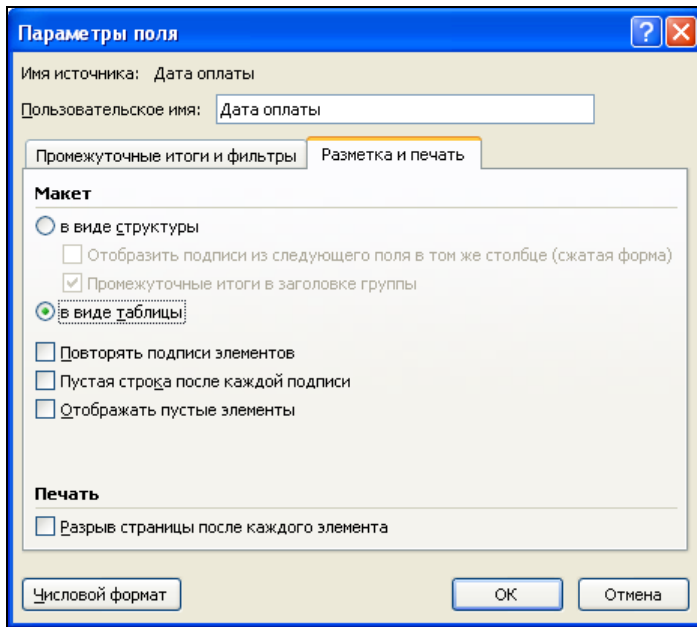 Параметры поля
?
Имя источника: Дата оплаты
Пользовательское имя: Дата оплаты
Промежуточные итоги и фильтры Разметка и печать
Макет
в виде структуры
Отобразить подписи из следующего поля в том же столбце (сжатая форма)
Промежуточные итоги в заголовке группы
в виде таблицы
Повторять подписи элементов
Пустая строка после каждой подписи
Отображать пустые элементы
Печать
Разрыв страницы после каждого элемента
Числовой формат ОК Отмена